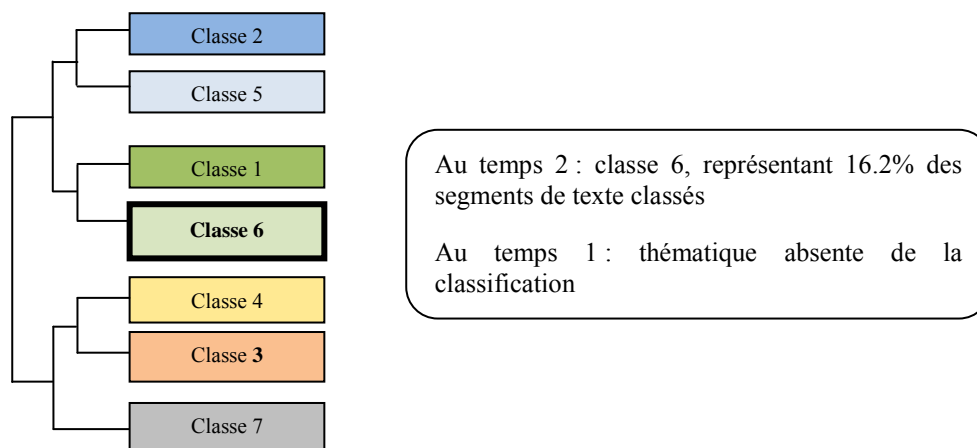 Classe 2
Classe 5
Classe 1
Classe 6
Classe 4
Classe 3
Classe 7
Au temps 2 : classe 6, représentant 16.2% des
segments de texte classés
Au temps 1 : thématique absente de la
classification